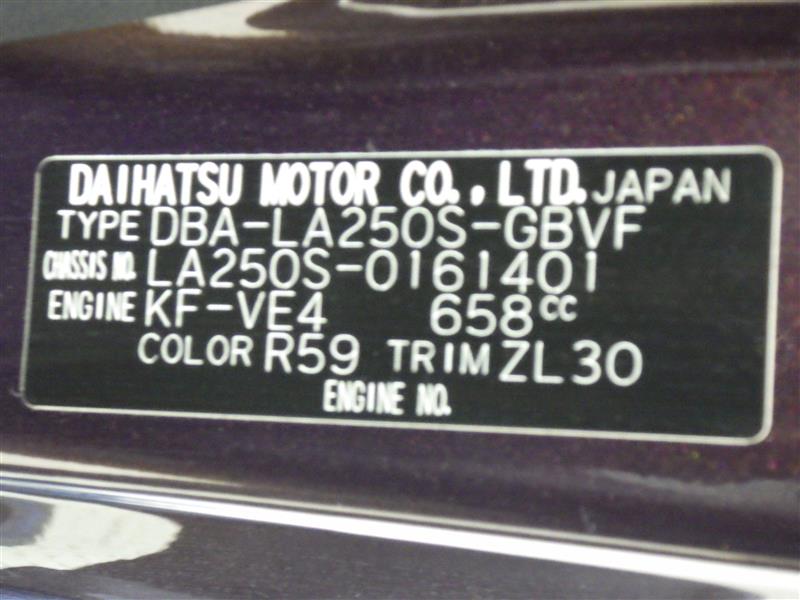 DAIHATSU MOTOR CO., LTD. JAPAN
TYPE DBA-LA250S-GBVF
CHASSIS NO. LA250S-0161401
ENGINE KF-VE4 658cc
COLOR R59 TRIM ZL30
ENGINE NO.